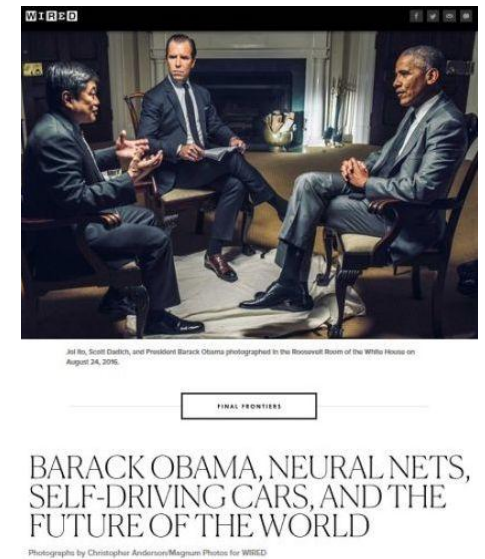 WIRED
Joi Ito, Scott Dadich, and President Barack Obama photographed in the Roosevelt Room of the White House on
August 24, 2016.
FINAL FRONTIERS
BARACK OBAMA, NEURAL NETS,
SELF-DRIVING CARS, AND THE
FUTURE OF THE WORLD
Photographs by Christopher Anderson/Magnum Photos for WIRED